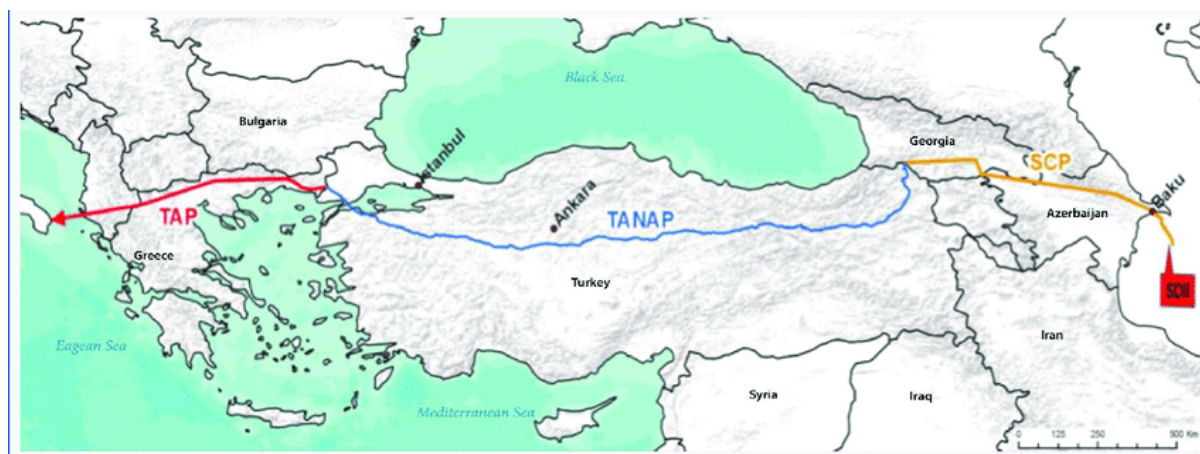 Black Sea
Bulgaria
Istanbul
Georgia
SCP
Baku
TAP
Ankara
TANAP
Azerbaijan
Greece
Turkey
SDII
Eagean Sea
Iran
Mediterranean Sea
Syria
Iraq
0 125 250 500 Km